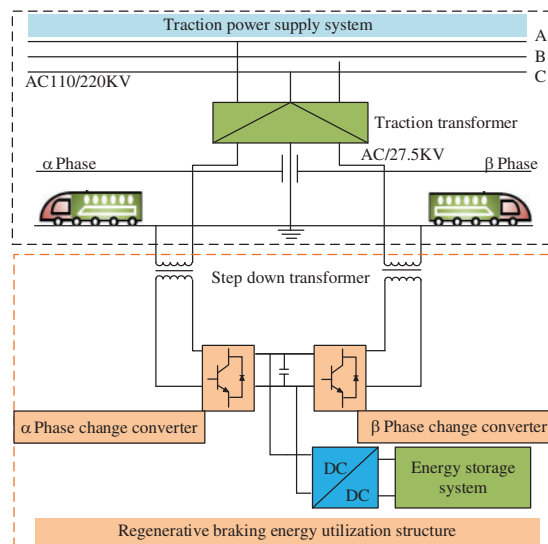 Traction power supply system
A
B
AC110/220KV
C
Traction transformer
AC/27.5KV
α Phase
β Phase
Step down transformer
α Phase change converter
β Phase change converter
DC
DC
Energy storage
system
Regenerative braking energy utilization structure